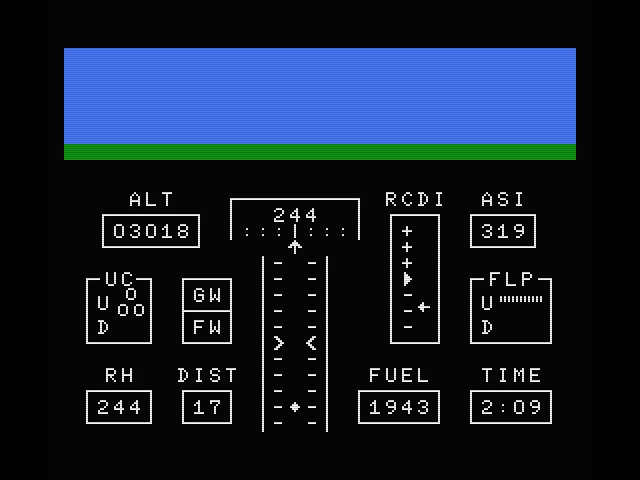 ALT
RCDI ASI
244
03018
319
UC
FLP
U
GW
U
D
FW
D
RH DIST FUEL TIME
244 17 1943 2:09